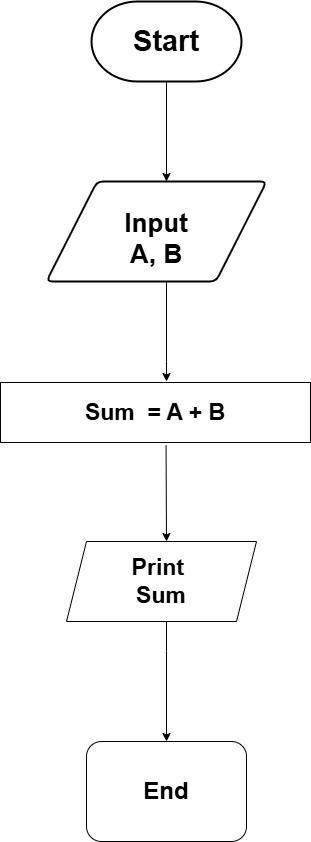 Start
Input
A, B
Sum = A + B
Print
Sum
End